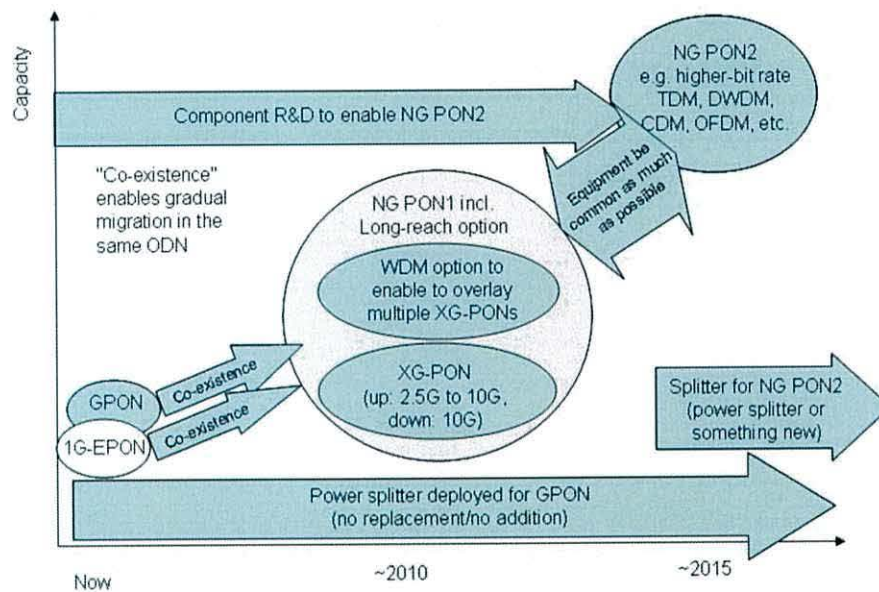 Capacity
NG PON2
e.g. higher-bit rate
TDM, DWDM,
CDM, OFDM, etc.
Component R&D to enable NG PON2
"Co-existence"
enables gradual
migration in the
same ODN
Equipment be
common as much
as possible
NG PON1 incl.
Long-reach option
WDM option to
enable to overlay
multiple XG-PONs
XG-PON
(up: 2.5G to 10G,
down: 10G)
Co-existence
GPON
Co-existence
1G-EPON
Splitter for NG PON2
(power splitter or
something new)
Power splitter deployed for GPON
(no replacement/no addition)
Now
~2010
~2015